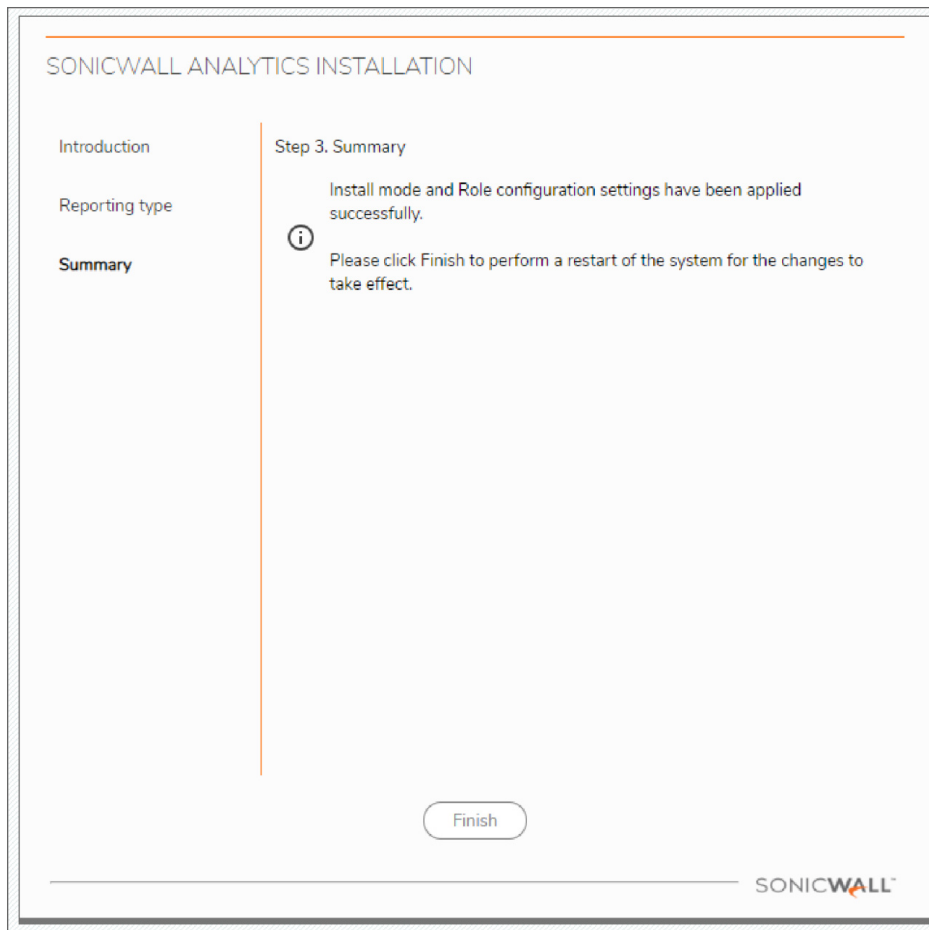 SONICWALL ANALYTICS INSTALLATION
Introduction
Reporting type
Summary
Step 3. Summary
Install mode and Role configuration settings have been applied
successfully.
Please click Finish to perform a restart of the system for the changes to
take effect.
Finish
SONICWALL™